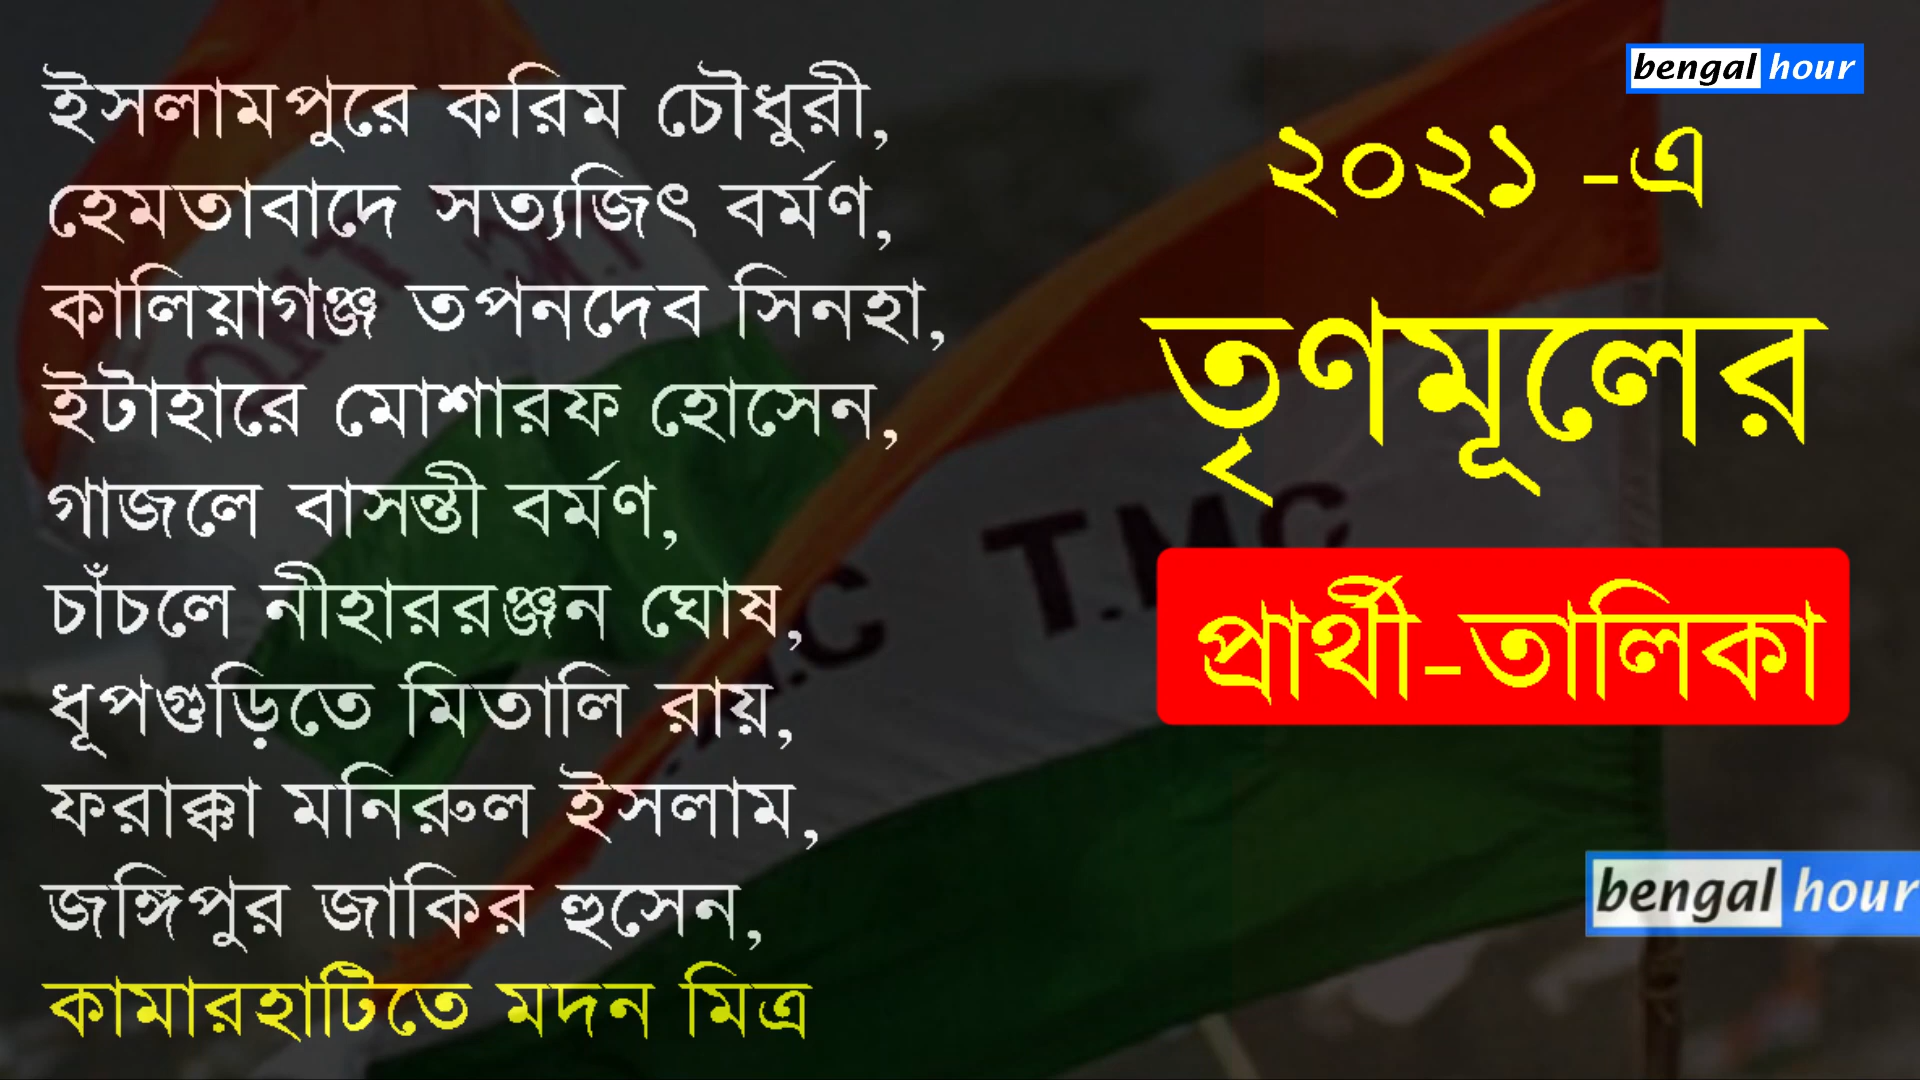 ইসলামপুরে করিম চৌধুরী,
হেমতাবাদে সত্যজিৎ বর্মণ,
কালিয়াগঞ্জ তপনদেব সিনহা,
ইটাহারে মোশারফ হোসেন,
গাজলে বাসন্তী বর্মণ,
চাঁচলে নীহাররঞ্জন ঘোষ,
ধূপগুড়িতে মিতালি রায়,
ফরাক্কা মনিরুল ইসলাম,
জঙ্গিপুর জাকির হুসেন,
কামারহাটিতে মদন মিত্র
bengal hour
২০২১ -এ
তৃণমূলের
T.M.C
প্রার্থী-তালিকা
bengal hour